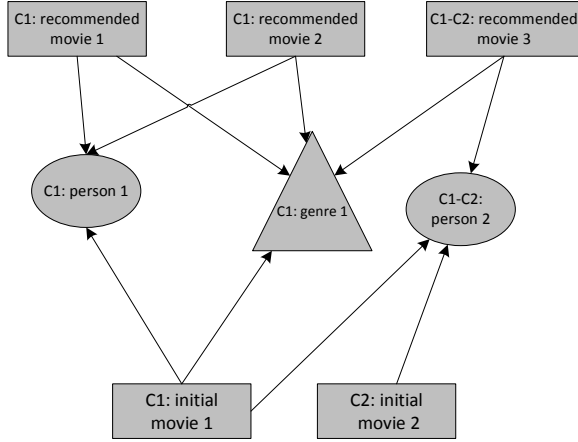 C1: recommended
movie 1
C1: recommended
movie 2
C1-C2: recommended
movie 3
C1: person 1
C1: genre 1
C1-C2:
person 2
C1: initial
movie 1
C2: initial
movie 2